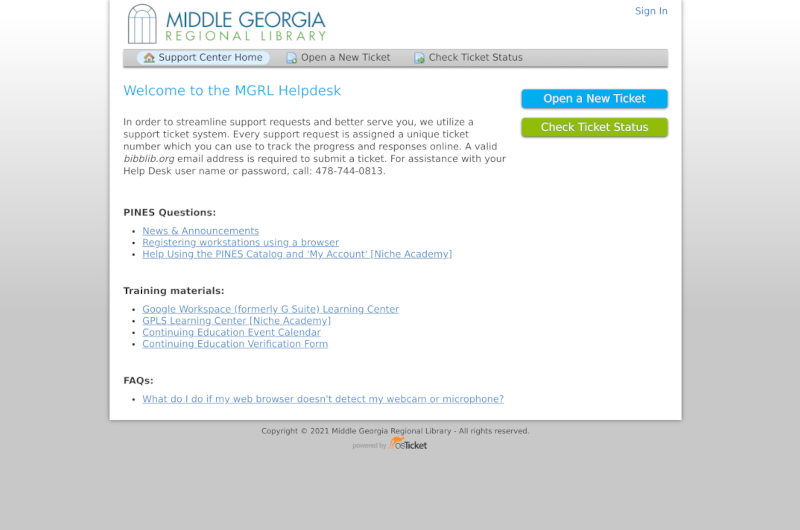 MIDDLE GEORGIA
REGIONAL LIBRARY
Sign In
Support Center Home
Open a New Ticket
Check Ticket Status
Welcome to the MGRL Helpdesk
Open a New Ticket
Check Ticket Status
In order to streamline support requests and better serve you, we utilize a
support ticket system. Every support request is assigned a unique ticket
number which you can use to track the progress and responses online. A valid
bibblib.org email address is required to submit a ticket. For assistance with your
Help Desk user name or password, call: 478-744-0813.
PINES Questions:
• News & Announcements
• Registering workstations using a browser
• Help Using the PINES Catalog and 'My Account' [Niche Academy]
Training materials:
• Google Workspace (formerly G Suite) Learning Center
• GPLS Learning Center [Niche Academy]
• Continuing Education Event Calendar
• Continuing Education Verification Form
FAQs:
• What do I do if my web browser doesn't detect my webcam or microphone?
Copyright © 2021 Middle Georgia Regional Library - All rights reserved.
powered by osTicket